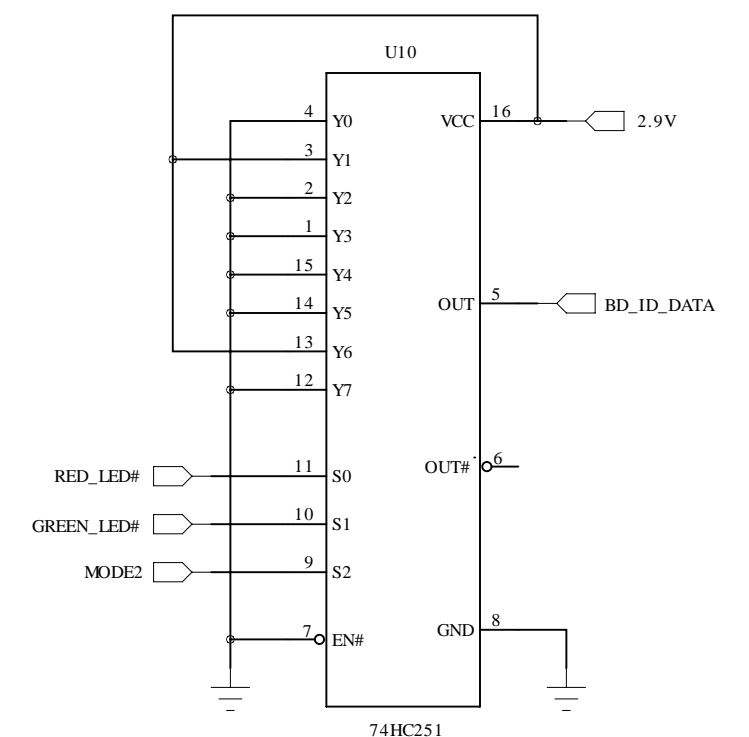 U10
4 Y0 VCC 16 2.9V
3 Y1
2 Y2
1 Y3
15 Y4
14 Y5 OUT 5 BD_ID_DATA
13 Y6
12 Y7
RED_LED# 11 S0 OUT# 6
GREEN_LED# 10 S1
MODE2 9 S2
7 EN# GND 8
74HC251